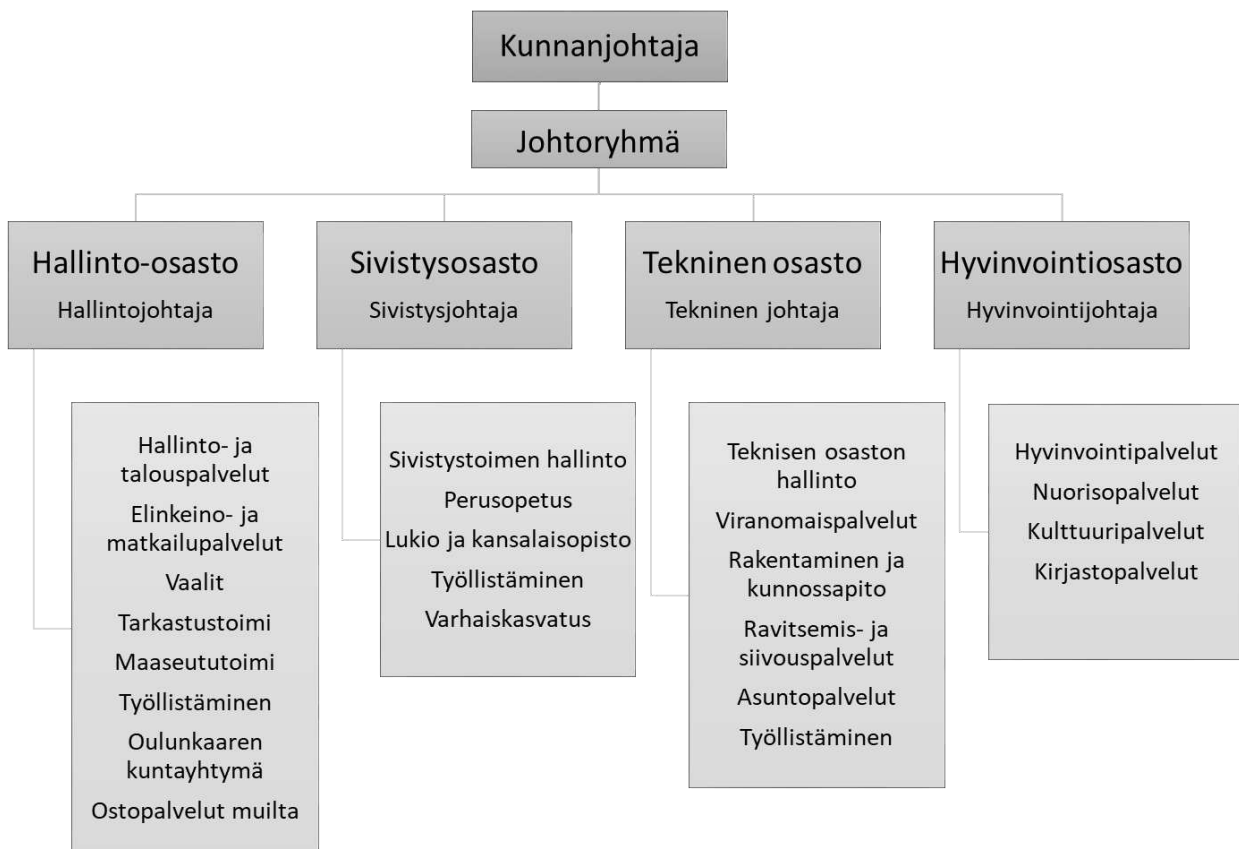 Kunnanjohtaja
Johtoryhmä
Hallinto-osasto
Hallintojohtaja
Sivistysosasto
Sivistysjohtaja
Tekninen osasto
Tekninen johtaja
Hyvinvointiosasto
Hyvinvointijohtaja
Hallinto- ja
talouspalvelut
Elinkeino- ja
matkailupalvelut
Vaalit
Tarkastustoimi
Maaseututoimi
Työllistäminen
Oulunkaaren
kuntayhtymä
Ostopalvelut muilta
Sivistystoimen hallinto
Perusopetus
Lukio ja kansalaisopisto
Työllistäminen
Varhaiskasvatus
Teknisen osaston
hallinto
Viranomaispalvelut
Rakentaminen ja
kunnossapito
Ravitsemis- ja
siivouspalvelut
Asuntopalvelut
Työllistäminen
Hyvinvointipalvelut
Nuorisopalvelut
Kulttuuripalvelut
Kirjastopalvelut